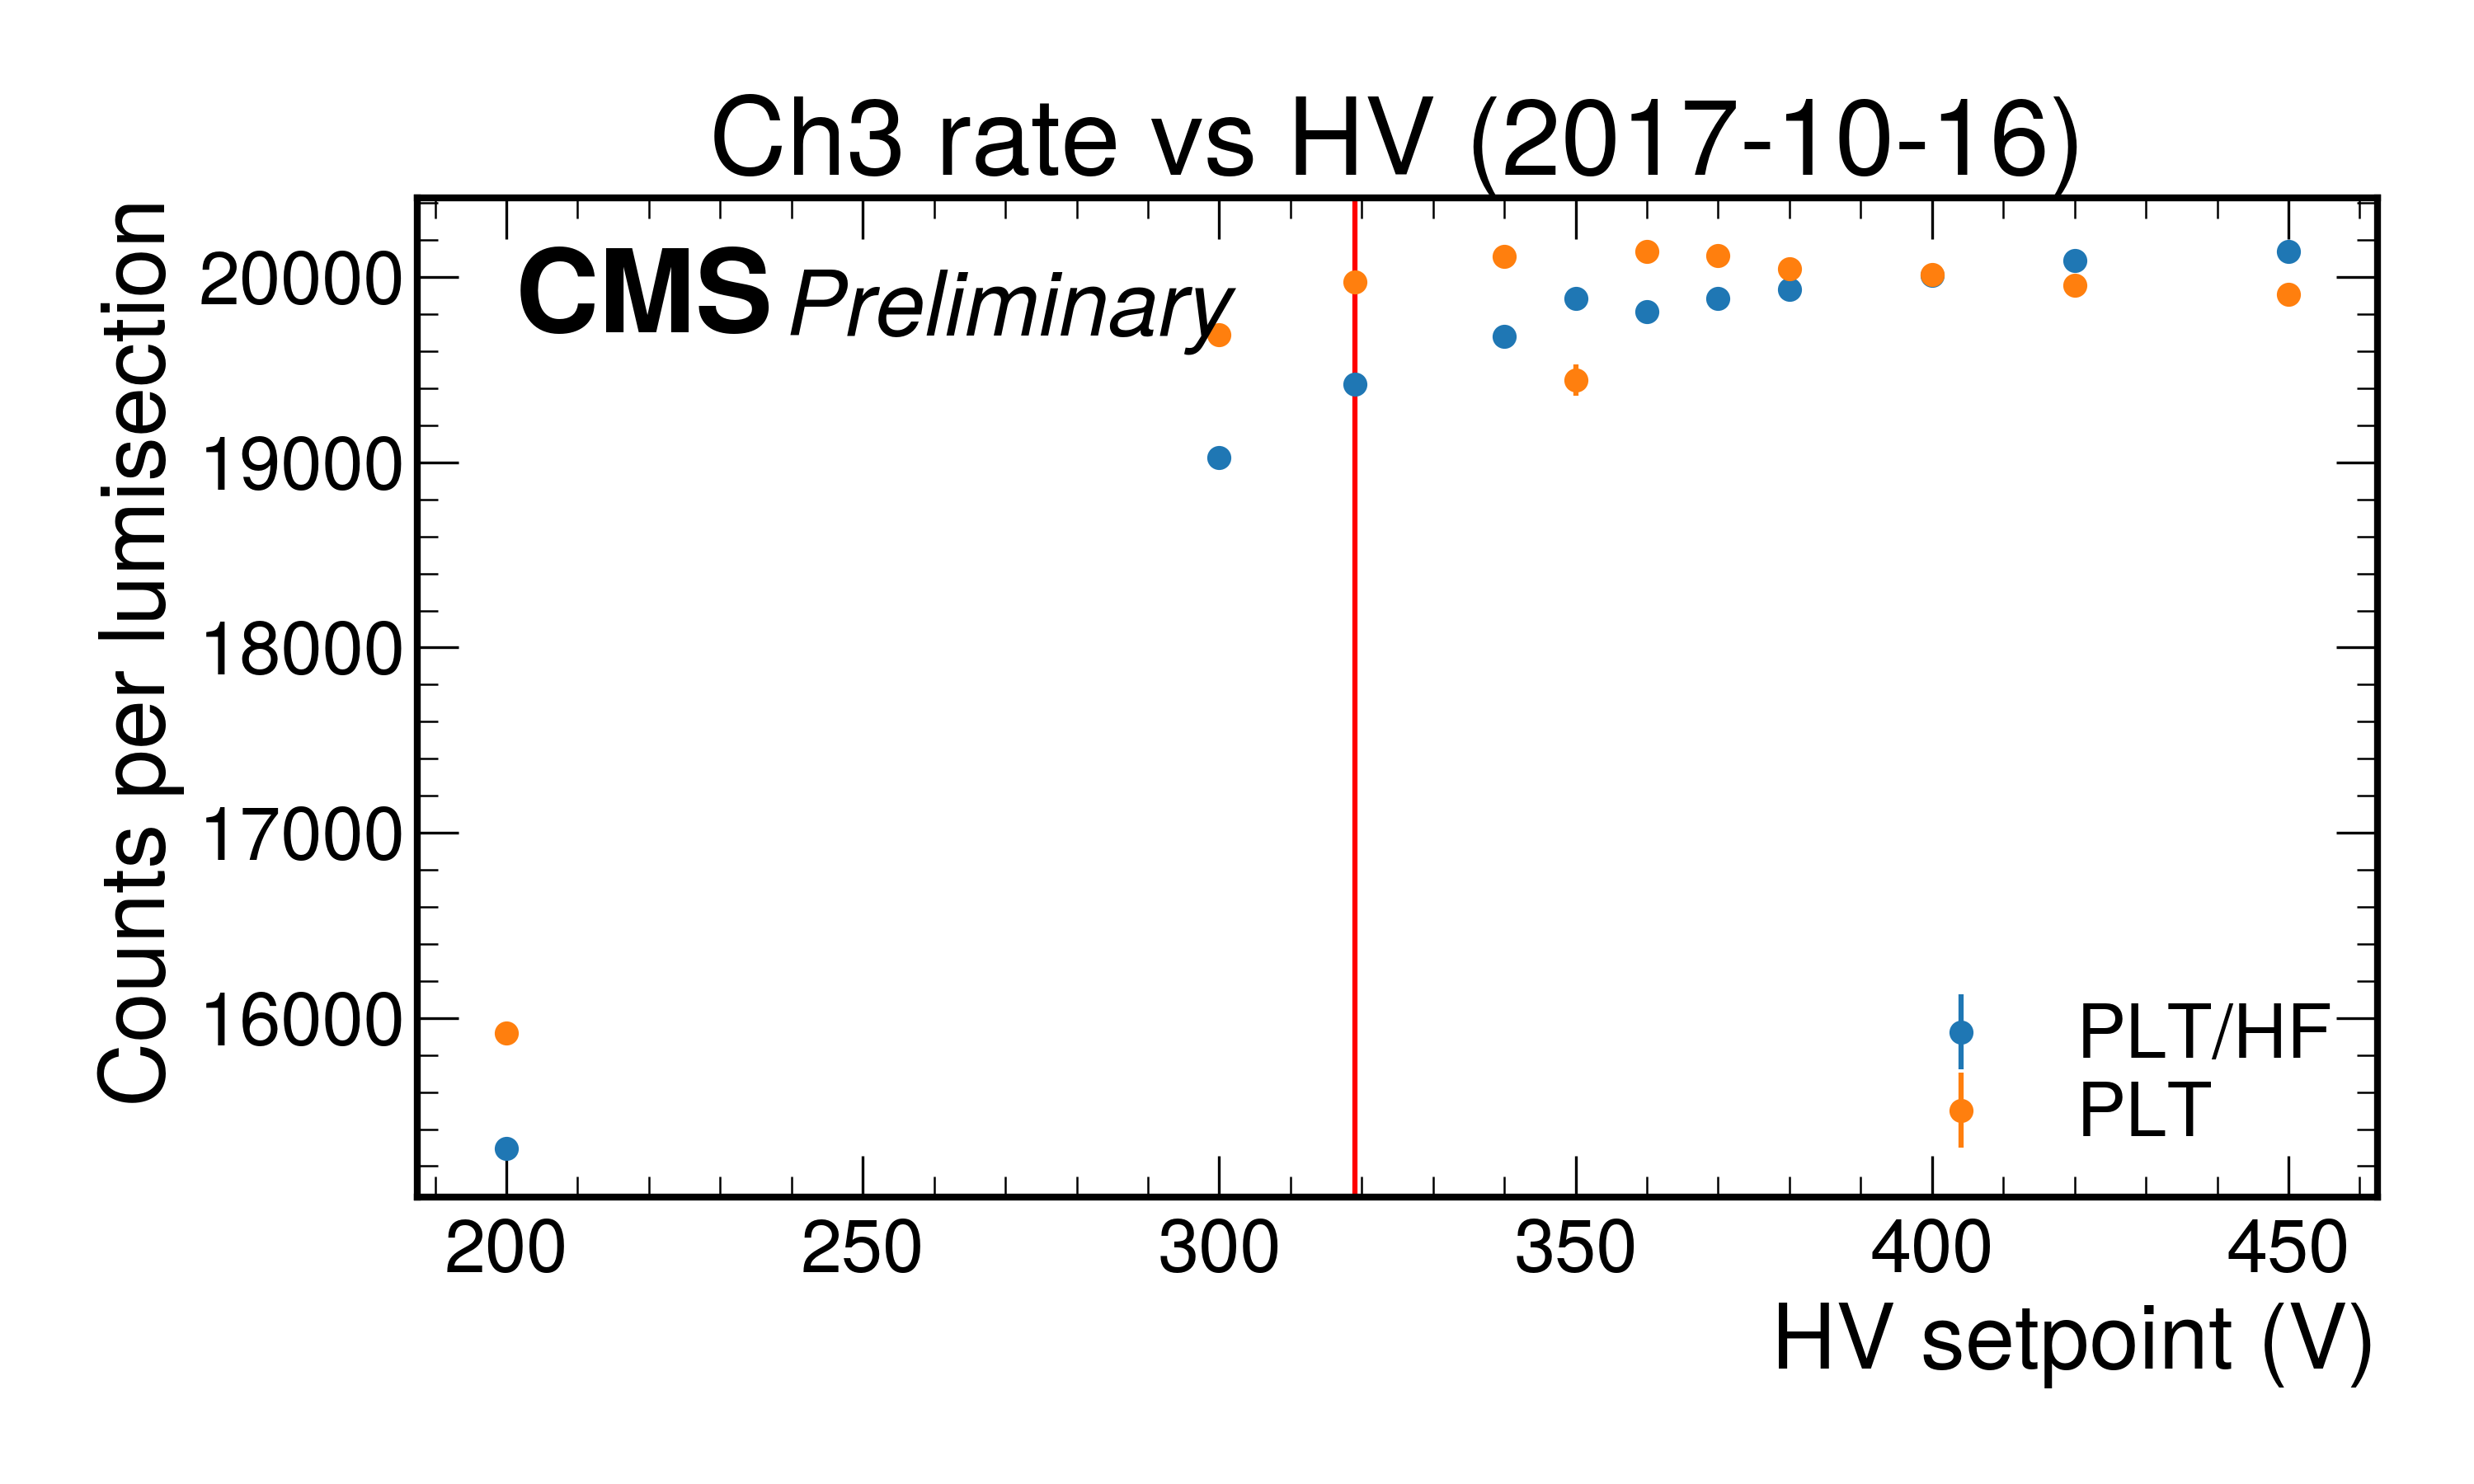 Ch3 rate vs HV (2017-10-16)
CMS Preliminary
Counts per lumisection
20000
19000
18000
17000
16000
PLT/HF
PLT
200 250 300 350 400 450
HV setpoint (V)